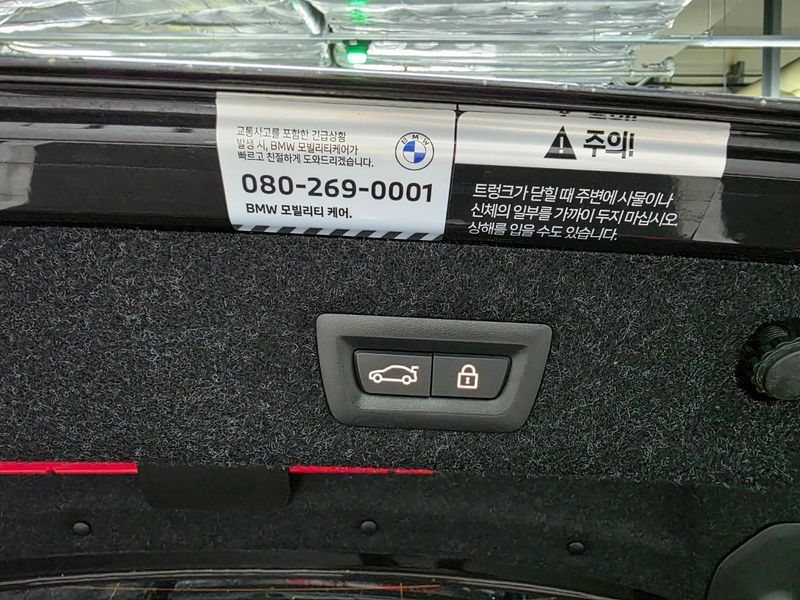 교통사고를 포함한 긴급상황
발생 시, BMW 모빌리티케어가
빠르고 친절하게 도와드리겠습니다.
BMW
080-269-0001
BMW 모빌리티 케어.
주의!
트렁크가 닫힐 때 주변에 사물이나
신체의 일부를 가까이 두지 마십시오.
상해를 입을 수도 있습니다.